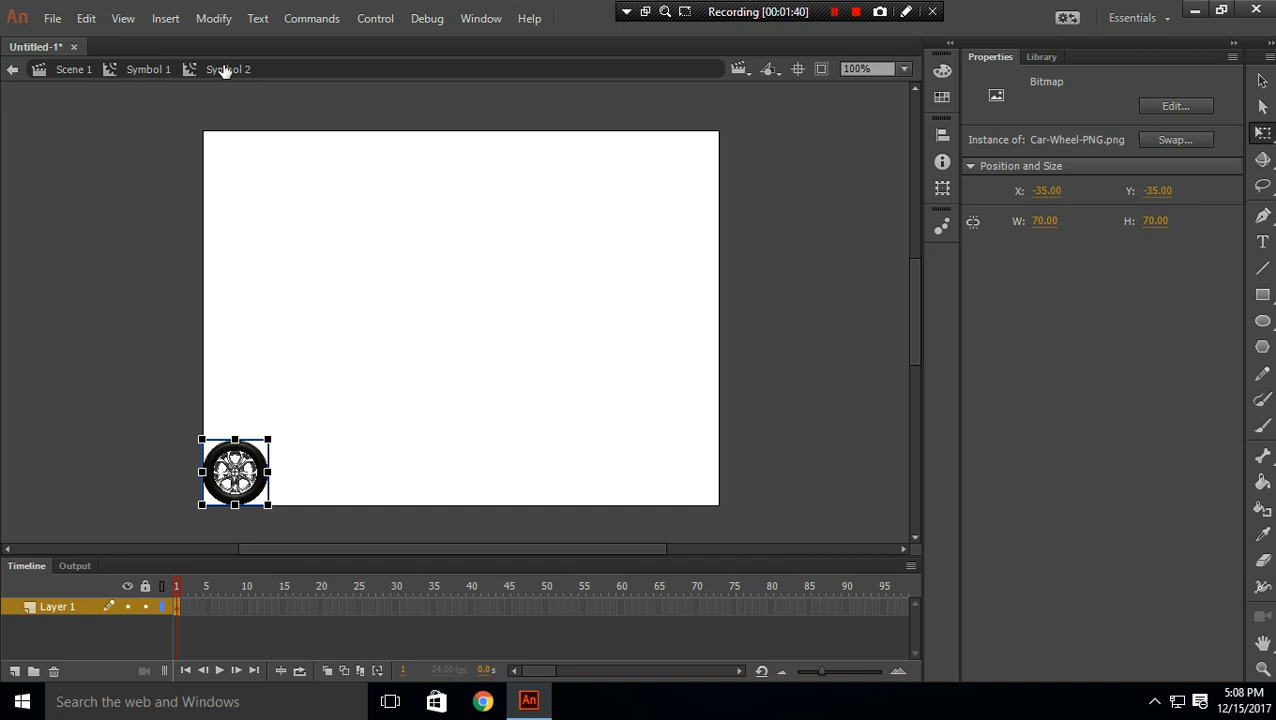 An File Edit View Insert Modify Text Commands Control Debug Window Help Recording [00:01:40] Essentials
Untitled-1* ×
Scene 1 Symbol 1 Symbol 2 100%
Properties Library
Bitmap
Edit...
Instance of: Car-Wheel-PNG.png Swap...
Position and Size
X: -35.00 Y: -35.00
W: 70.00 H: 70.00
Timeline Output
1 5 10 15 20 25 30 35 40 45 50 55 60 65 70 75 80 85 90 95
Layer 1
1 24.00fps 0.0s
Search the web and Windows An 5:08 PM
12/15/2017